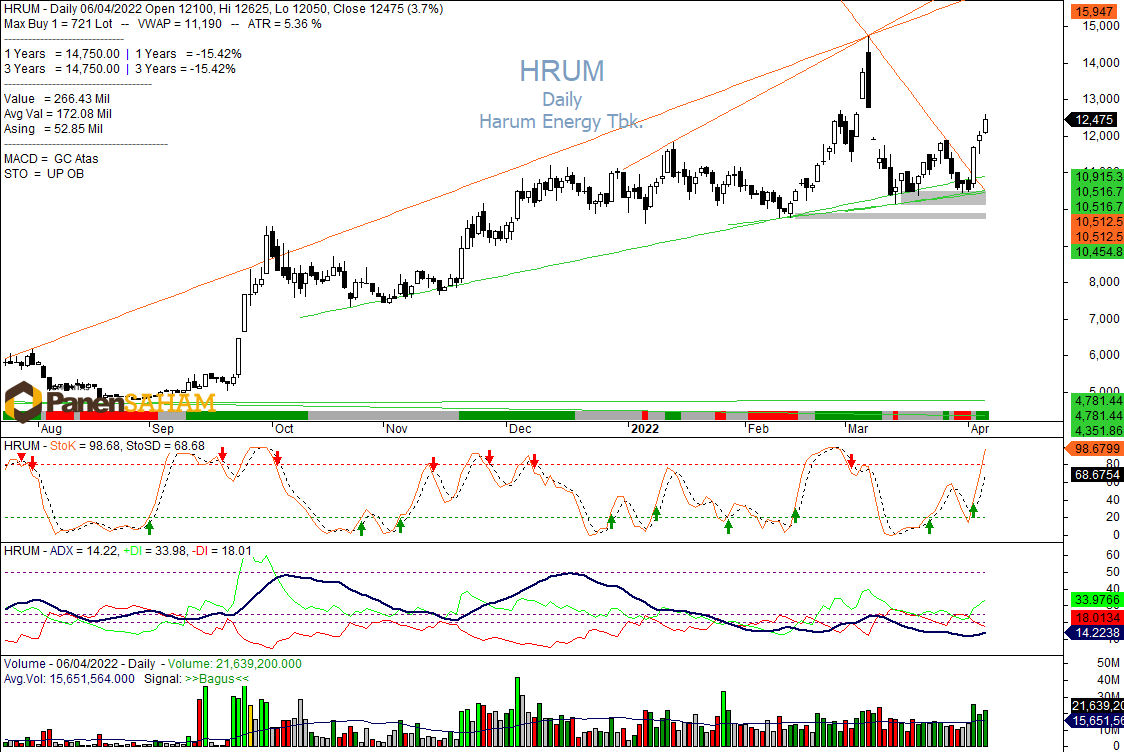 HRUM - Daily 06/04/2022 Open 12100, Hi 12625, Lo 12050, Close 12475 (3.7%)
Max Buy 1 = 721 Lot -- VWAP = 11,190 -- ATR = 5.36 %
1 Years = 14,750.00 | 1 Years = -15.42%
3 Years = 14,750.00 | 3 Years = -15.42%
Value = 266.43 Mil
Avg Val = 172.08 Mil
Asing = 52.85 Mil
MACD = GC Atas
STO = UP OB
HRUM
Daily
Harum Energy Tbk.
15,947
15,000
14,000
13,000
12,475
12,000
10,915.3
10,516.7
10,516.7
10,512.5
10,512.5
10,454.8
8,000
7,000
6,000
5,000
4,781.44
4,781.44
4,351.86
PanenSAHAM
Aug Sep Oct Nov Dec 2022 Feb Mar Apr
HRUM - StoK = 98.68, StoSD = 68.68
98.6799
80
68.6754
40
20
0
HRUM - ADX = 14.22, +DI = 33.98, -DI = 18.01
60
50
40
33.9766
18.0134
14.2238
0
Volume - 06/04/2022 - Daily - Volume: 21,639,200.000
Avg.Vol: 15,651,564.000 Signal: >>Bagus<<
50M
40M
30M
21,639,20
15,651,56
10M
0M